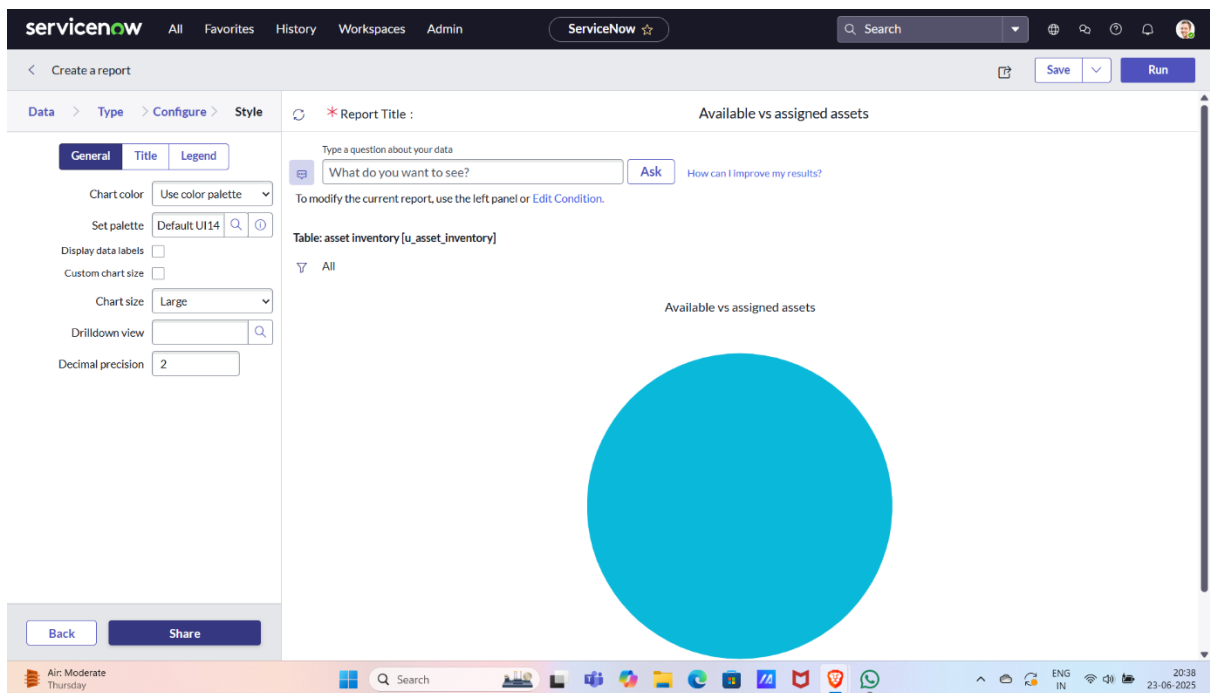 servicenow All Favorites History Workspaces Admin ServiceNow Search
Create a report Save Run
Data > Type > Configure > Style
General Title Legend
Chart color Use color palette
Set palette Default UI14
Display data labels
Custom chart size
Chart size Large
Drilldown view
Decimal precision 2
Back Share
* Report Title : Available vs assigned assets
Type a question about your data
What do you want to see? Ask How can I improve my results?
To modify the current report, use the left panel or Edit Condition.
Table: asset inventory [u_asset_inventory]
All
Available vs assigned assets
Air: Moderate
Thursday
Search
ENG
IN
20:38
23-06-2025